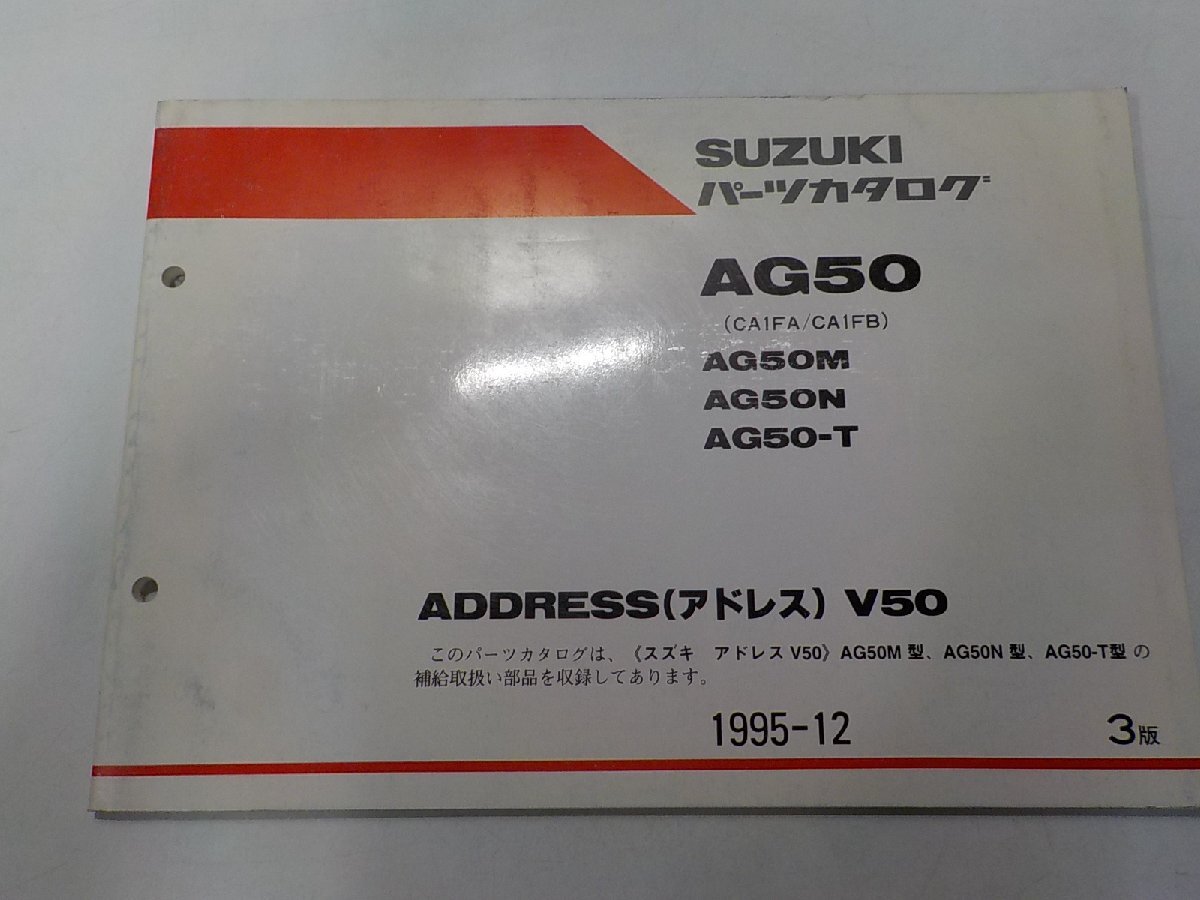 SUZUKI
パーツカタログ
AG50
(CA1FA/CA1FB)
AG50M
AG50N
AG50-T
ADDRESS(アドレス) V50
このパーツカタログは、《スズキ アドレス V50》AG50M 型、AG50N 型、AG50-T型 の
補給取扱い部品を収録してあります。
1995-12
3版